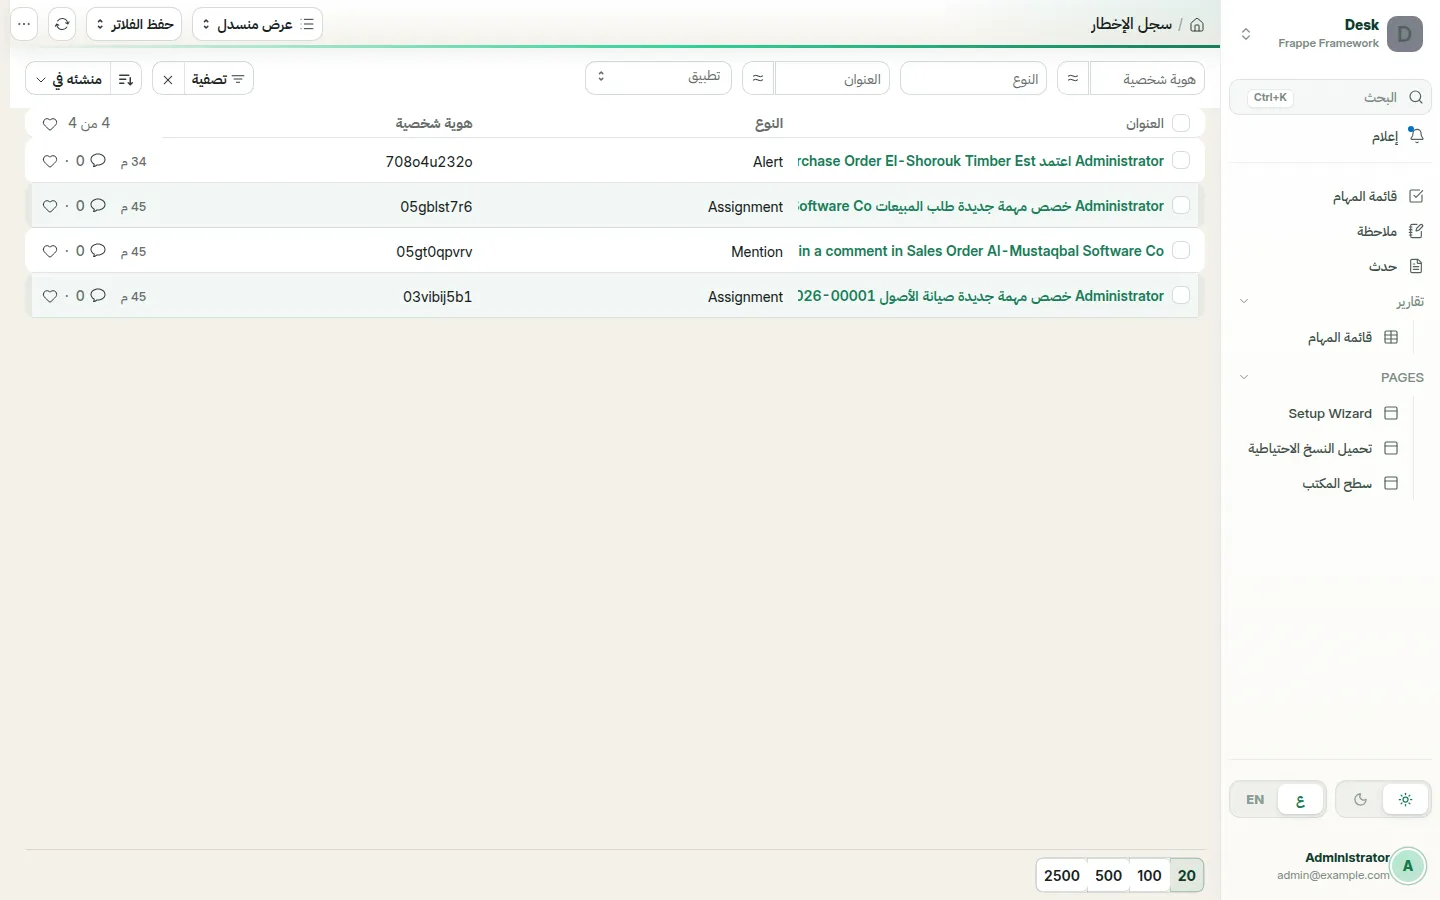 Desk
Frappe Framework
D
البحث
Ctrl+K
إعلام
قائمة المهام
ملاحظة
حدث
تقارير
قائمة المهام
PAGES
Setup Wizard
تحميل النسخ الاحتياطية
سطح المكتب
ع
EN
Administrator
admin@example.com
A
سجل الإخطار /
عرض منسدل
حفظ الفلاتر
...
هوية شخصية
≈
النوع
العنوان
≈
تطبيق
تصفية
×
منشئه في
العنوان
النوع
هوية شخصية
4 من 4
Administrator اعتمد rchase Order El-Shorouk Timber Est
Alert
708o4u232o
34 م
0 ·
Administrator خصص مهمة جديدة طلب المبيعات oftware Co
Assignment
05gblst7r6
45 م
0 ·
in a comment in Sales Order Al-Mustaqbal Software Co
Mention
05gt0qpvrv
45 م
0 ·
Administrator خصص مهمة جديدة صيانة الأصول 026-00001
Assignment
03vibij5b1
45 م
0 ·
20
100
500
2500